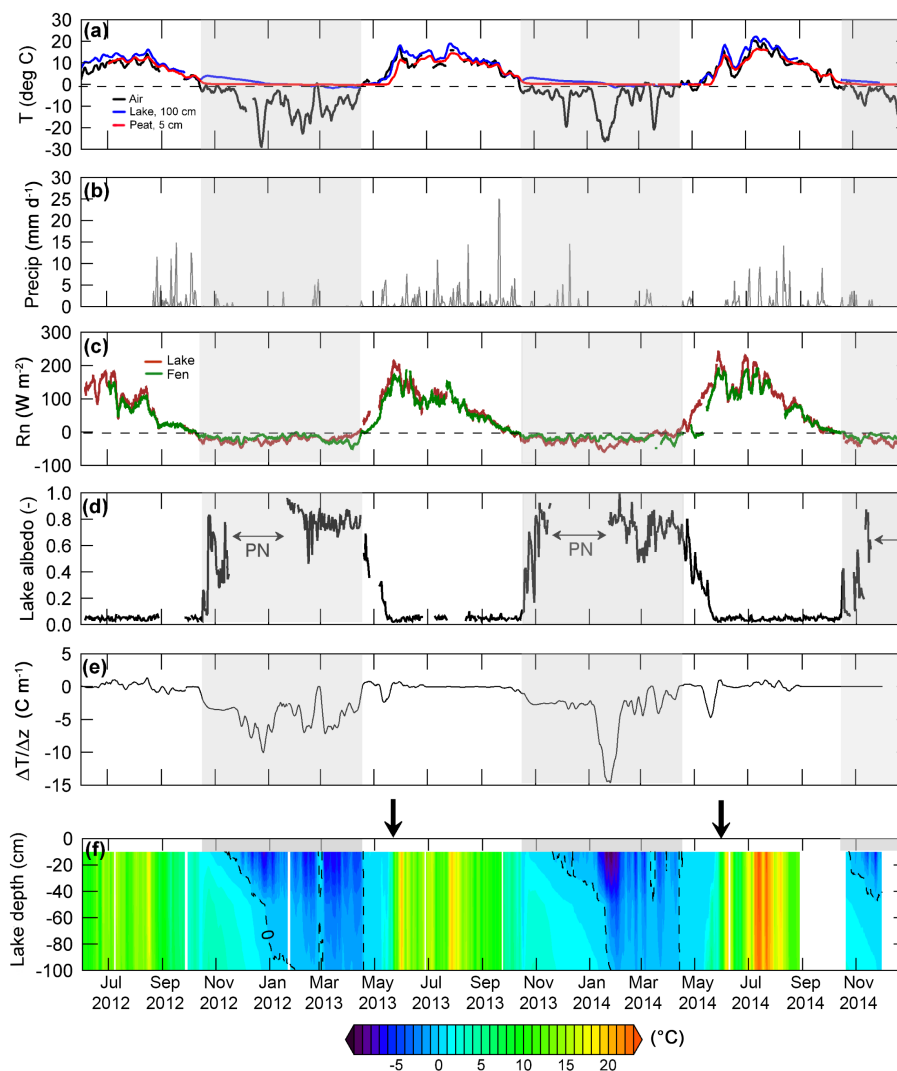 (a)
T (deg C)
30
20
10
0
-10
-20
-30
Air
Lake, 100 cm
Peat, 5 cm
(b)
Precip (mm d⁻¹)
30
25
20
15
10
5
0
(c)
Rn (W m⁻²)
300
200
100
0
-100
Lake
Fen
(d)
Lake albedo (-)
1.0
0.8
0.6
0.4
0.2
0.0
PN
PN
(e)
ΔT/Δz (C m⁻¹)
5
0
-5
-10
-15
(f)
Lake depth (cm)
0
-20
-40
-60
-80
-100
0
Jul Sep Nov Jan Mar May Jul Sep Nov Jan Mar May Jul Sep Nov
2012 2012 2012 2012 2013 2013 2013 2013 2013 2014 2014 2014 2014 2014 2014
-5 0 5 10 15 20 (°C)